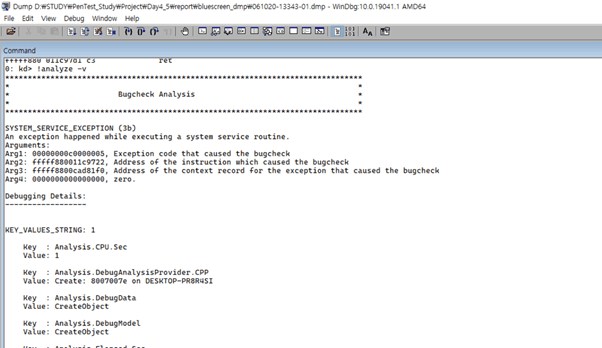 Dump D:\STUDY\PenTest_Study\Project\Day4_5\report\bluescreen_dmp\061020-13343-01.dmp - WinDbg:10.0.19041.1 AMD64
File Edit View Debug Window Help
Command
fffff880`011c97d1 c3 ret
0: kd> !analyze -v
*******************************************************************************
* *
* Bugcheck Analysis *
* *
*******************************************************************************
SYSTEM_SERVICE_EXCEPTION (3b)
An exception happened while executing a system service routine.
Arguments:
Arg1: 00000000c0000005, Exception code that caused the bugcheck
Arg2: fffff880011c9722, Address of the instruction which caused the bugcheck
Arg3: fffff8800cad81f0, Address of the context record for the exception that caused the bugcheck
Arg4: 0000000000000000, zero.
Debugging Details:
------------------
KEY_VALUES_STRING: 1
Key : Analysis.CPU.Sec
Value: 1
Key : Analysis.DebugAnalysisProvider.CPP
Value: Create: 8007007e on DESKTOP-PR8R4SI
Key : Analysis.DebugData
Value: CreateObject
Key : Analysis.DebugModel
Value: CreateObject
Key : Analysis.Elapsed.Sec